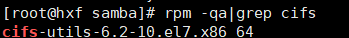 [root@hxf samba]# rpm -qa|grep cifs
cifs-utils-6.2-10.el7.x86_64